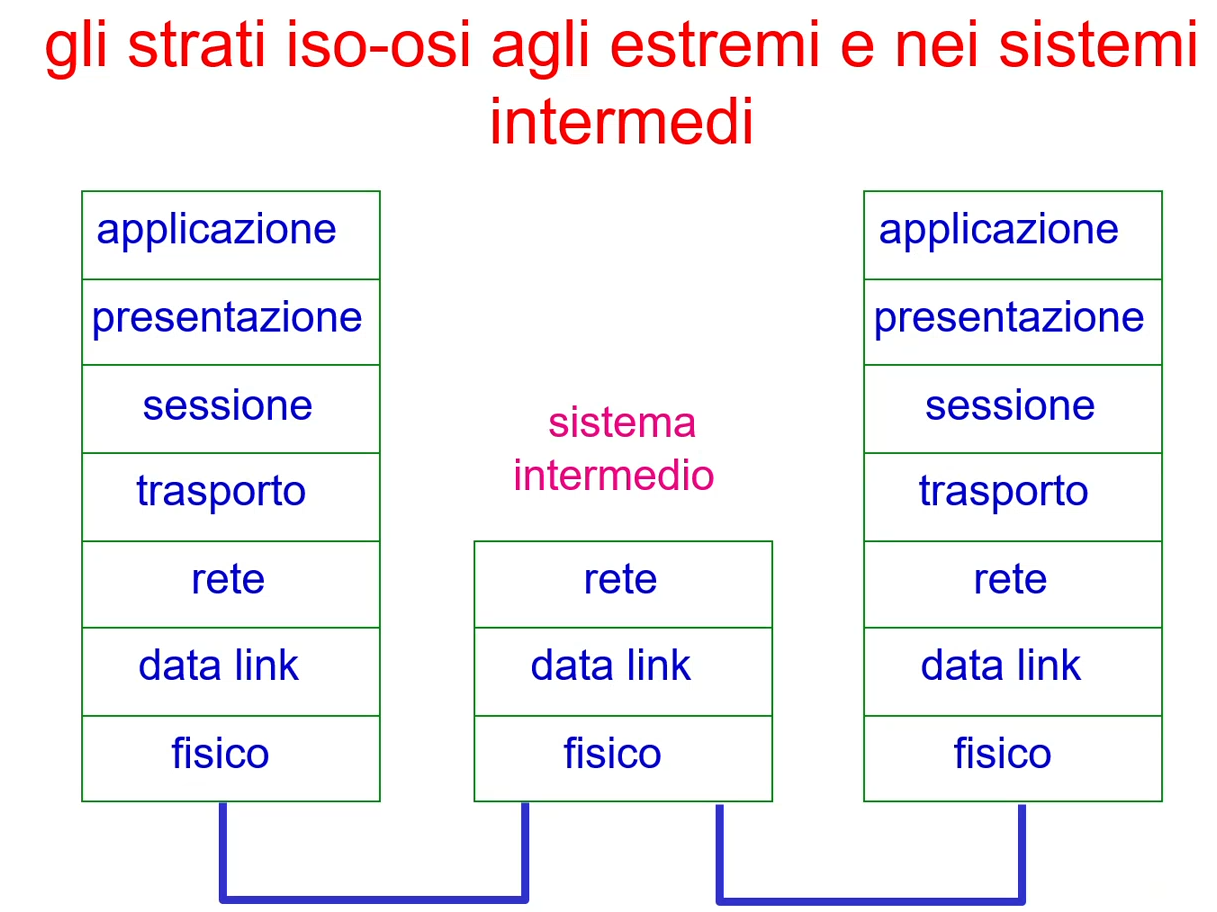 gli strati iso-osi agli estremi e nei sistemi
intermedi
applicazione
presentazione
sessione
trasporto
rete
data link
fisico
sistema
intermedio
rete
data link
fisico
applicazione
presentazione
sessione
trasporto
rete
data link
fisico